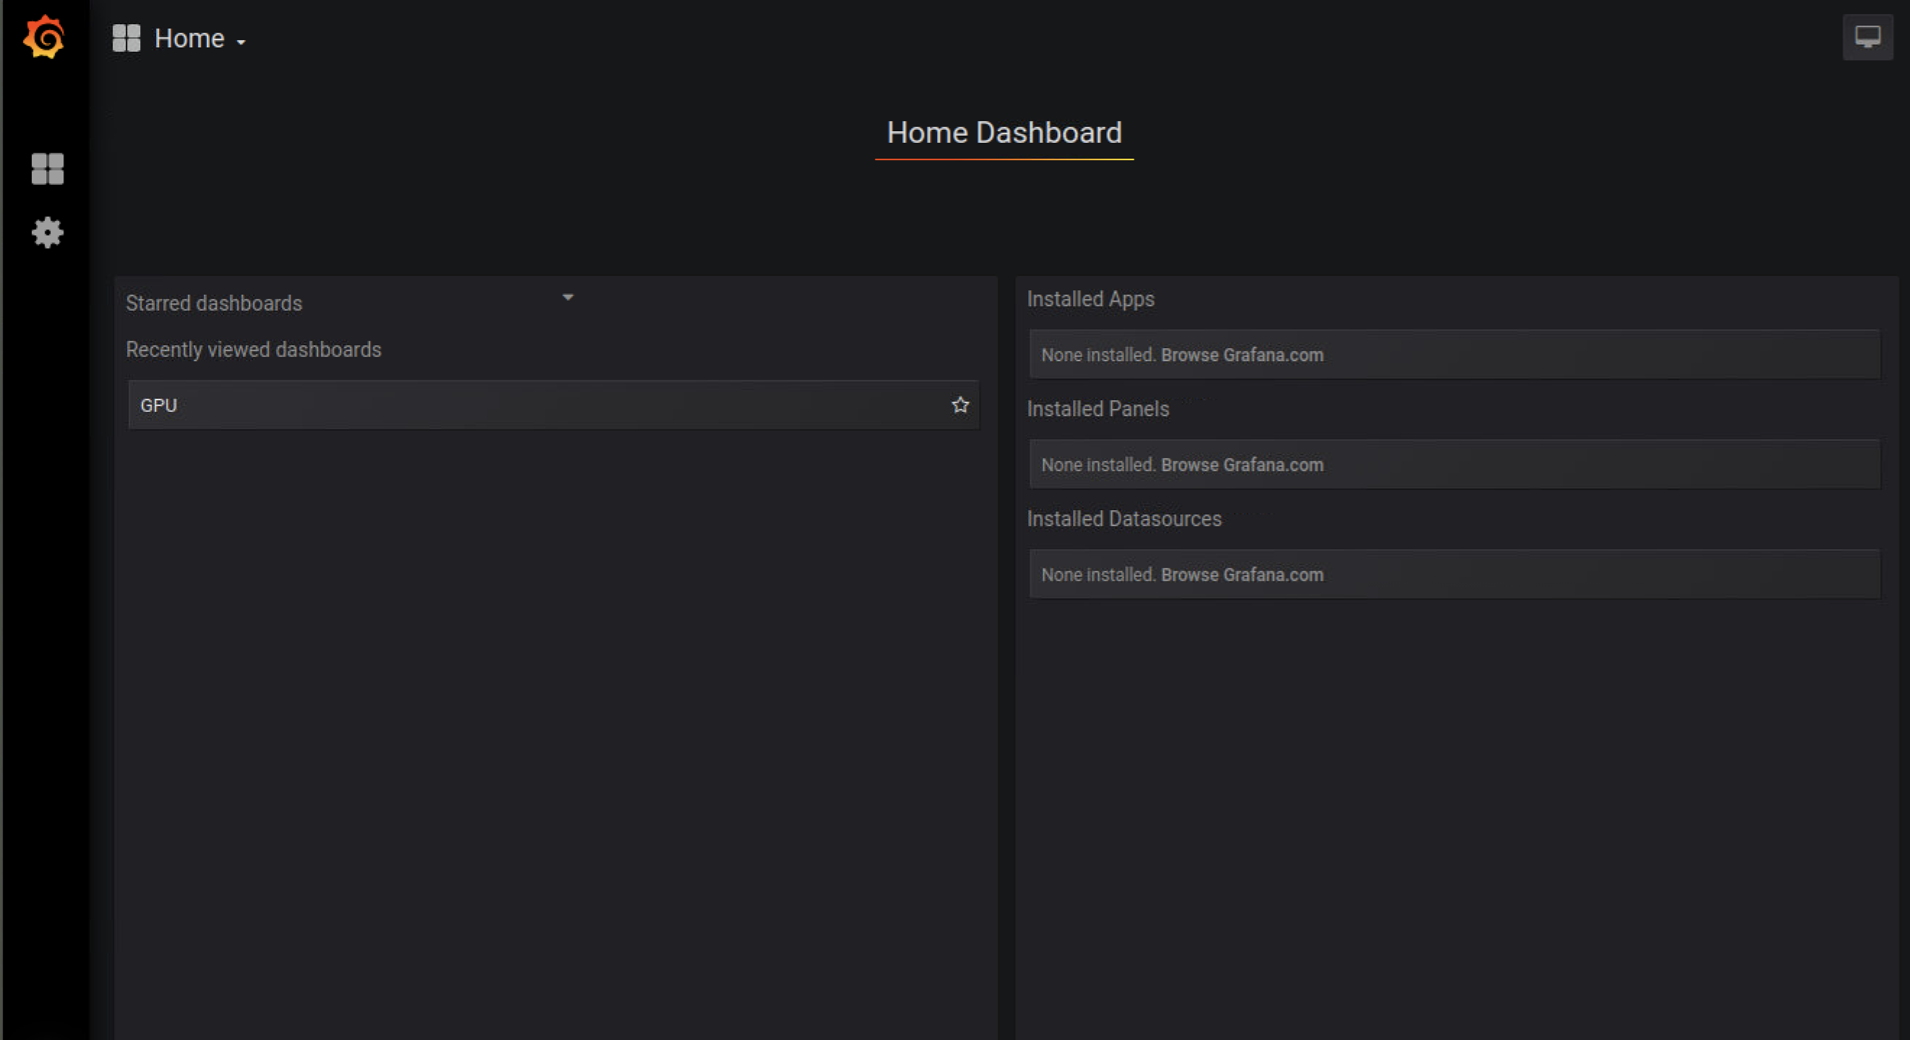 Home
Home Dashboard
Starred dashboards
Recently viewed dashboards
GPU
Installed Apps
None installed. Browse Grafana.com
Installed Panels
None installed. Browse Grafana.com
Installed Datasources
None installed. Browse Grafana.com